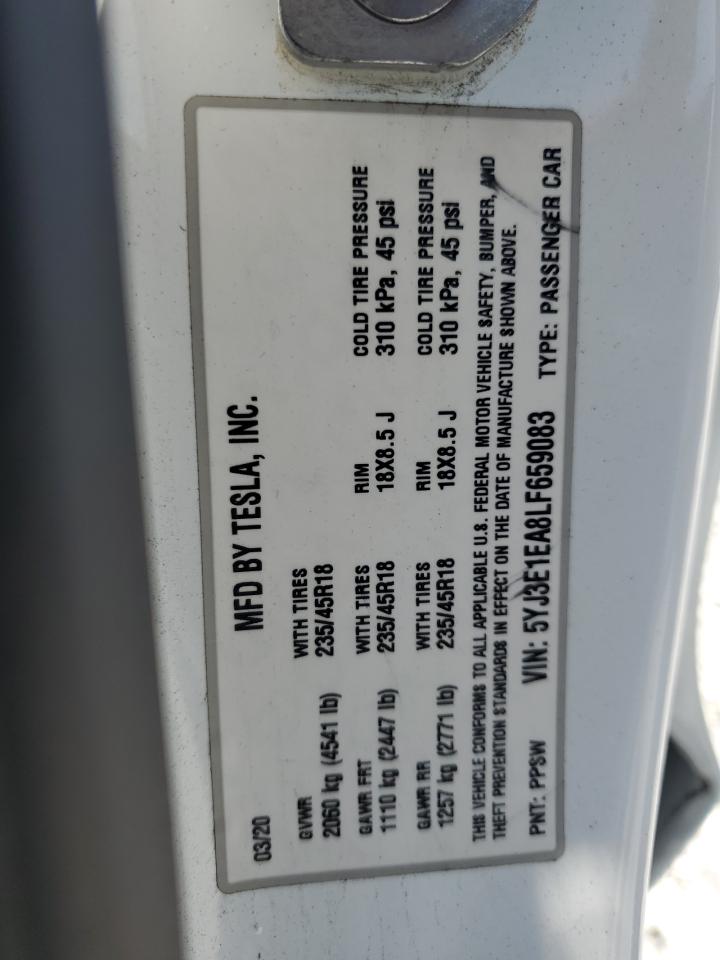 MFD BY TESLA, INC.
03/20
GVWR
2060 kg (4541 lb)
WITH TIRES
235/45R18
GAWR FRT
1110 kg (2447 lb)
WITH TIRES
235/45R18
RIM
18X8.5 J
COLD TIRE PRESSURE
310 kPa, 45 psi
GAWR RR
1257 kg (2771 lb)
WITH TIRES
235/45R18
RIM
18X8.5 J
COLD TIRE PRESSURE
310 kPa, 45 psi
THIS VEHICLE CONFORMS TO ALL APPLICABLE U.S. FEDERAL MOTOR VEHICLE SAFETY, BUMPER, AND
THEFT PREVENTION STANDARDS IN EFFECT ON THE DATE OF MANUFACTURE SHOWN ABOVE.
PNT: PPSW VIN: 5YJ3E1EA8LF659083 TYPE: PASSENGER CAR